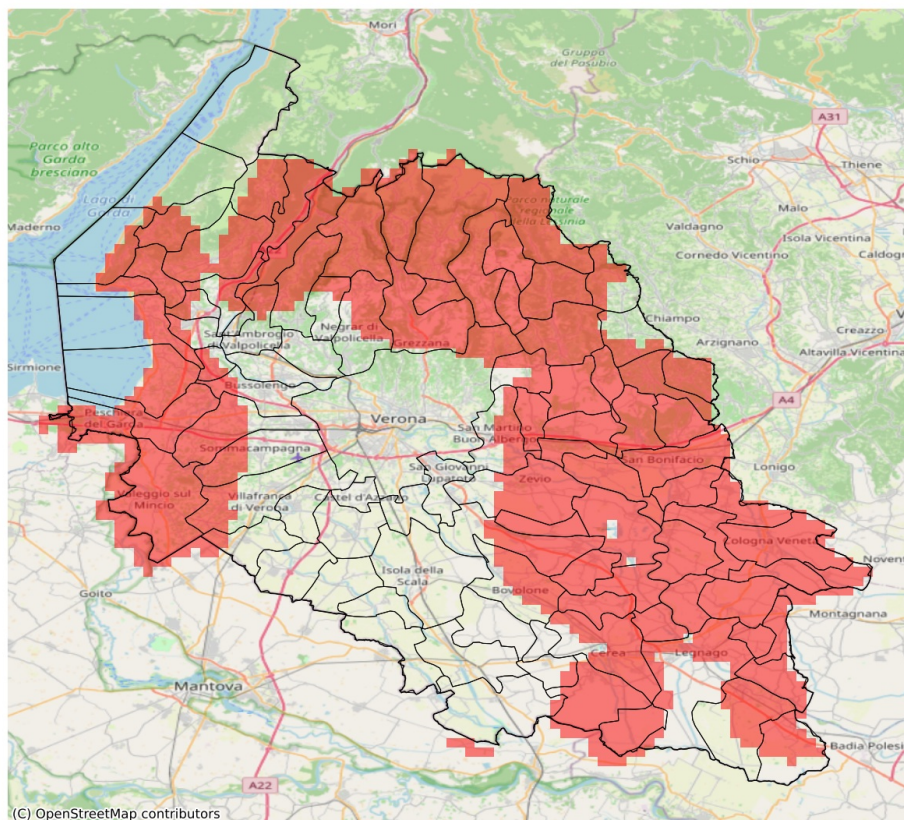 Mori
Gruppo
del Pasubio
A31
Parco alto
Garda
bresciano
Schio
Thiene
Lago di
Garda
Parco naturale
regionale
della Lessinia
Malo
Maderno
Valdagno
Isola Vicentina
Cornedo Vicentino
Caldogn
Chiampo
Sant'Ambrogio
di Valpolicella
Negrar di
Valpolicella
Grezzana
Arzignano
Creazzo
Altavilla Vicentina
Sirmione
Bussolengo
A4
Peschiera
del Garda
Verona
San Martino
Buon Albergo
Sommacampagna
San Bonifacio
Lonigo
San Giovanni
Lupatoto
Zevio
Valeggio sul
Mincio
Villafranca
di Verona
Castel d'Azzano
Cologna Veneta
Noven
Isola della
Scala
Goito
Bovolone
Montagnana
Cerea
Legnago
Mantova
Badia Polesi
A22
(C) OpenStreetMap contributors